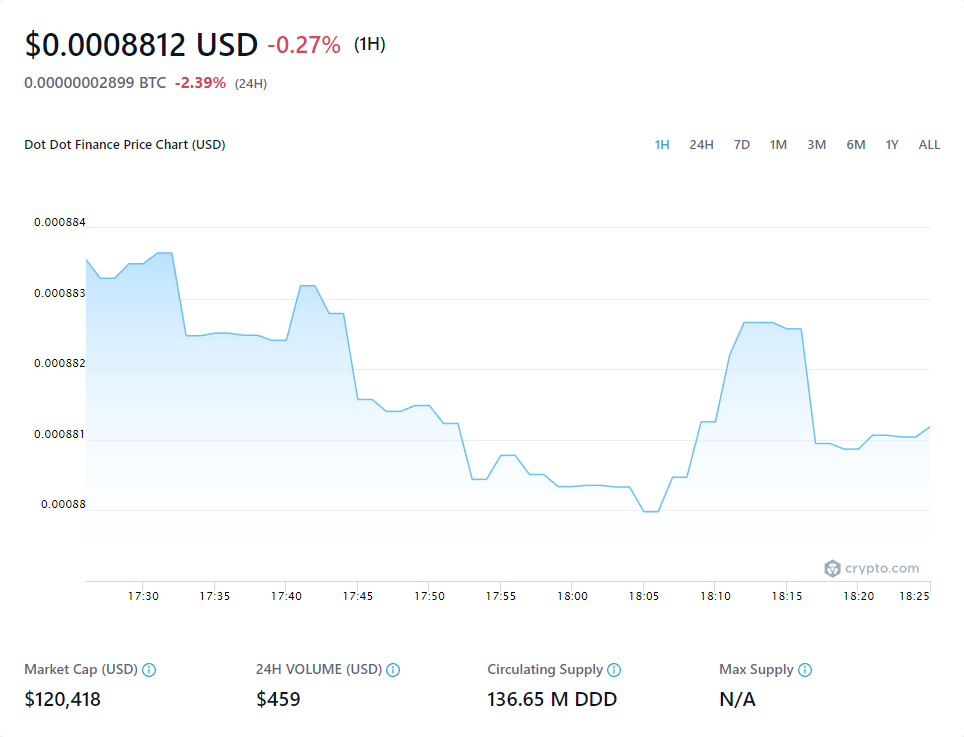 $0.0008812 USD -0.27% (1H)
0.00000002899 BTC -2.39% (24H)
Dot Dot Finance Price Chart (USD)
1H 24H 7D 1M 3M 6M 1Y ALL
0.000884
0.000883
0.000882
0.000881
0.00088
crypto.com
17:30 17:35 17:40 17:45 17:50 17:55 18:00 18:05 18:10 18:15 18:20 18:25
Market Cap (USD) 24H VOLUME (USD) Circulating Supply Max Supply
$120,418 $459 136.65 M DDD N/A